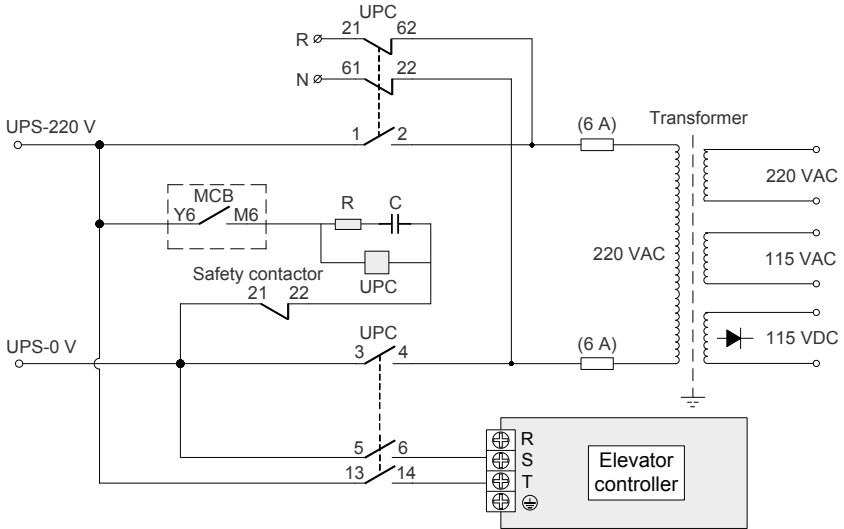 UPC
R 21 62
N 61 22
UPS-220 V
1 2
(6 A)
Transformer
220 VAC
MCB
Y6 M6
R C
UPC
220 VAC
115 VAC
Safety contactor
21 22
UPS-0 V
UPC
3 4
(6 A)
115 VDC
5 6
13 14
R
S
T
Elevator
controller